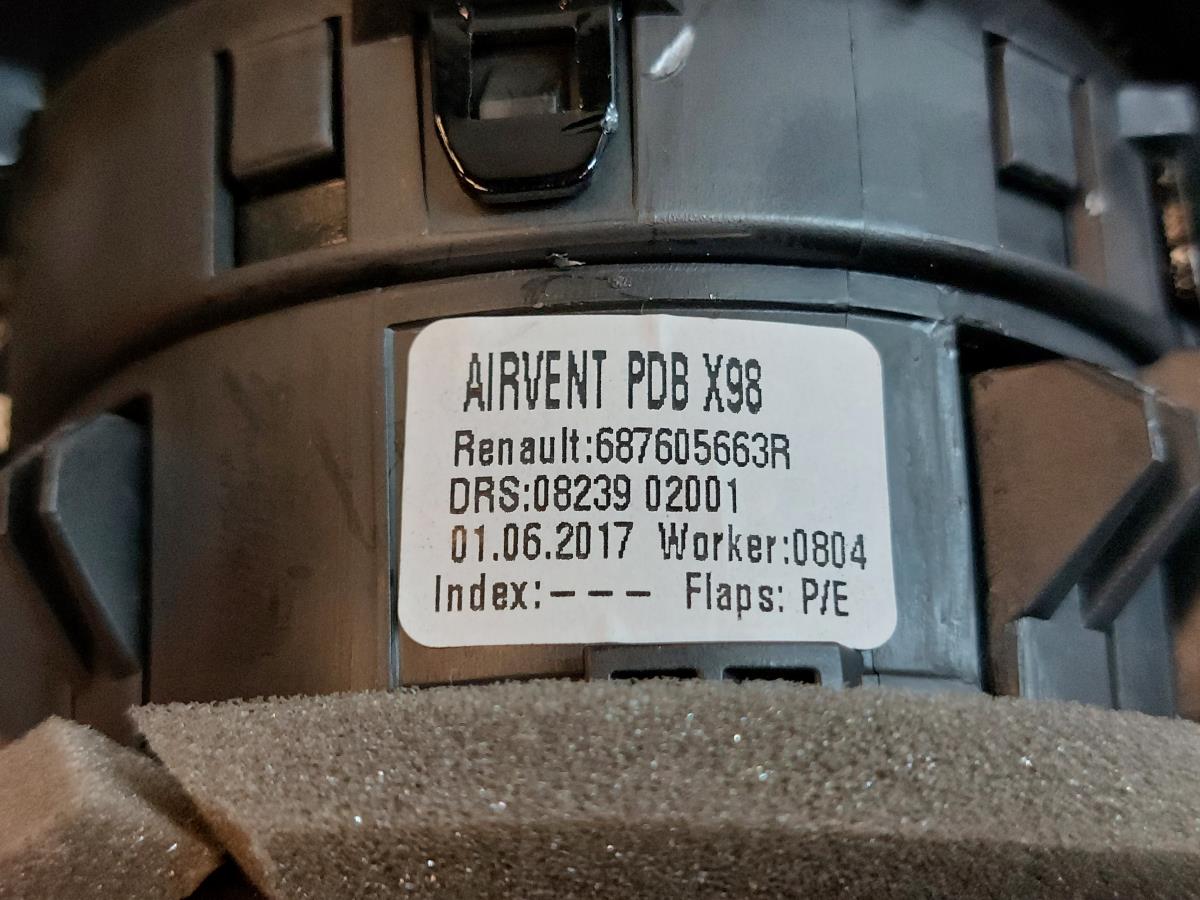 AIRVENT PDB X98
Renault:687605663R
DRS:08239 02001
01.06.2017 Worker:0804
Index:--- Flaps: P/E